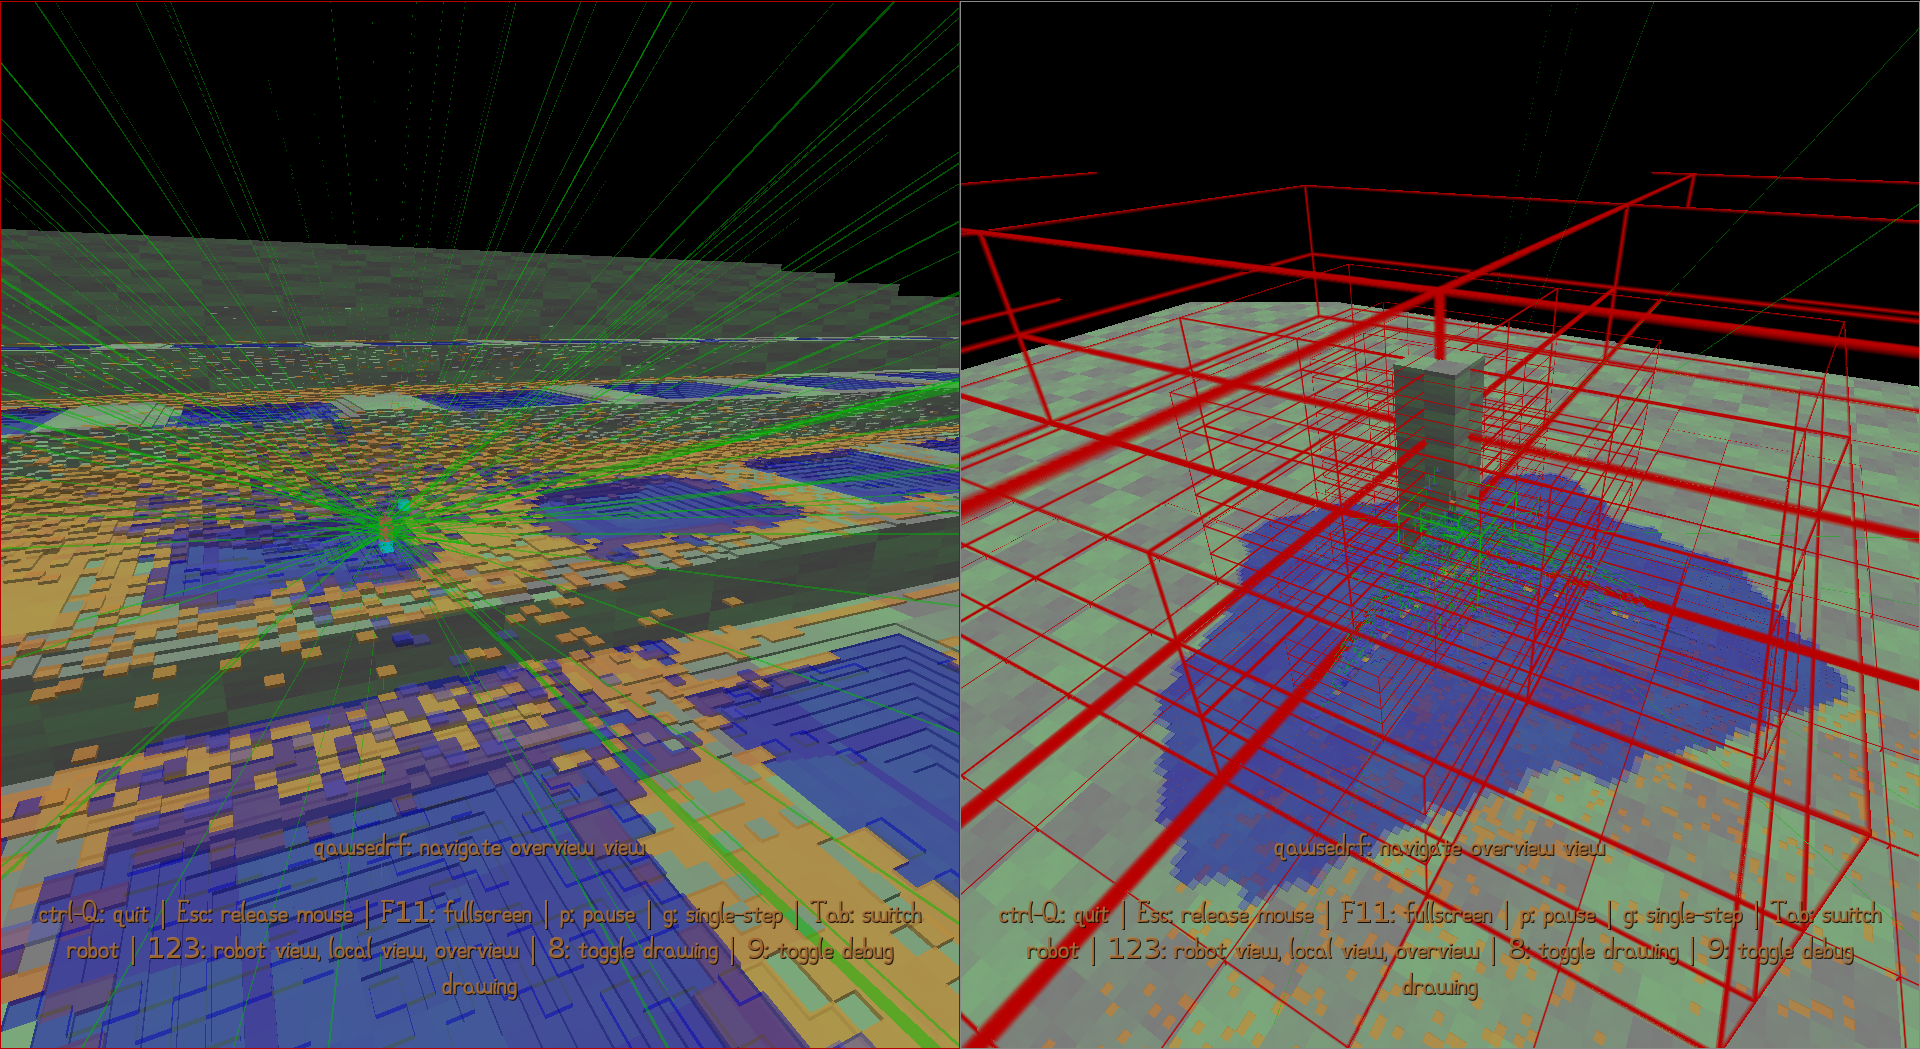 qawsedrf: navigate overview view
ctrl-Q: quit | Esc: release mouse | F11: fullscreen | p: pause | g: single-step | Tab: switch
robot | 123: robot view, local view, overview | 8: toggle drawing | 9: toggle debug
drawing
qawsedrf: navigate overview view
ctrl-Q: quit | Esc: release mouse | F11: fullscreen | p: pause | g: single-step | Tab: switch
robot | 123: robot view, local view, overview | 8: toggle drawing | 9: toggle debug
drawing